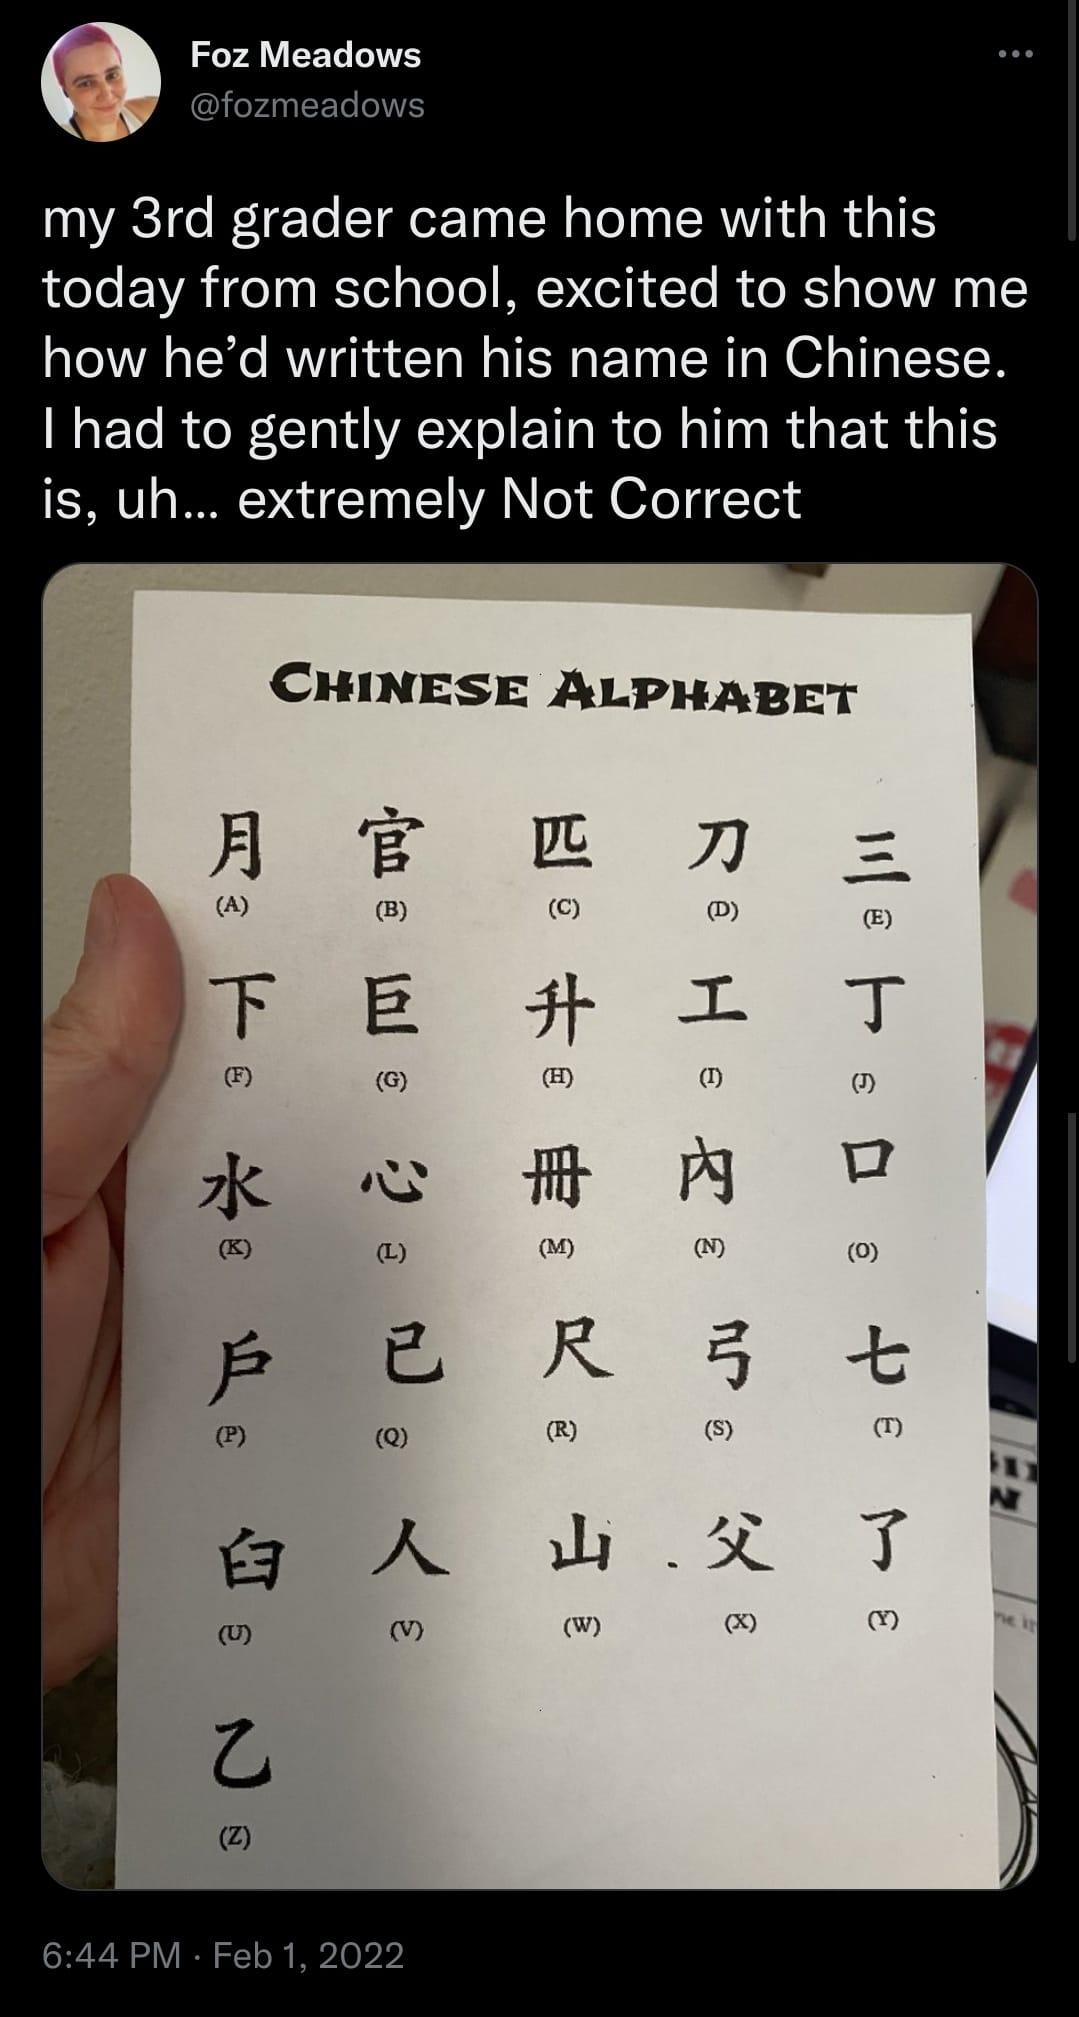 Foz Meadows
@fozmeadows
my 3rd grader came home with this
today from school, excited to show me
how he’d written his name in Chinese.
I had to gently explain to him that this
is, uh... extremely Not Correct
CHINESE ALPHABET
月 官 匹 刀 三
(A) (B) (C) (D) (E)
下 巨 升 工 丁
(F) (G) (H) (I) (J)
水 心 冊 內 口
(K) (L) (M) (N) (O)
戶 已 尺 弓 七
(P) (Q) (R) (S) (T)
臼 人 山 父 了
(U) (V) (W) (X) (Y)
乙
(Z)
6:44 PM · Feb 1, 2022